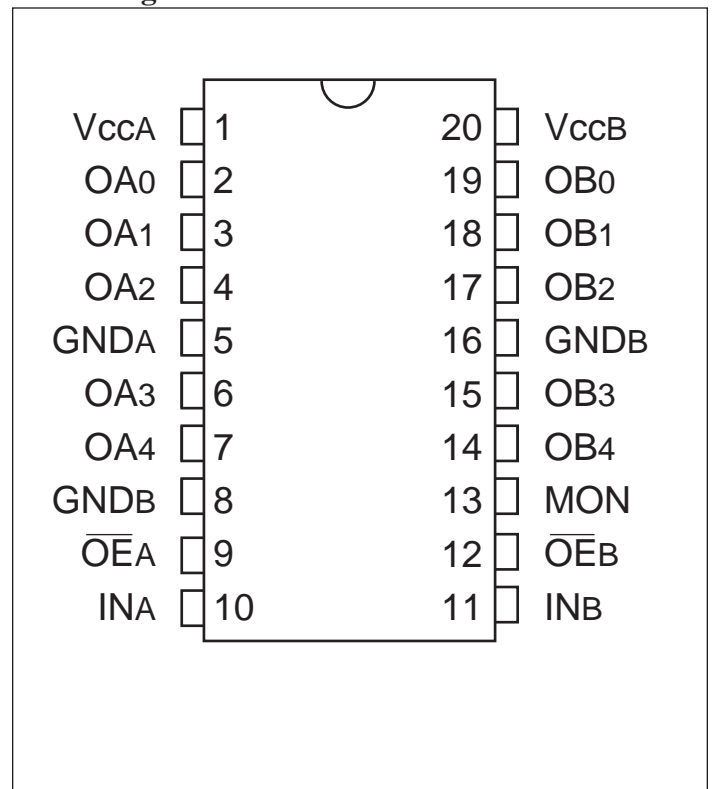 VccA 1 20 VccB
OA0 2 19 OB0
OA1 3 18 OB1
OA2 4 17 OB2
GNDA 5 16 GNDB
OA3 6 15 OB3
OA4 7 14 OB4
GNDB 8 13 MON
O̅E̅A 9 12 O̅E̅B
INA 10 11 INB